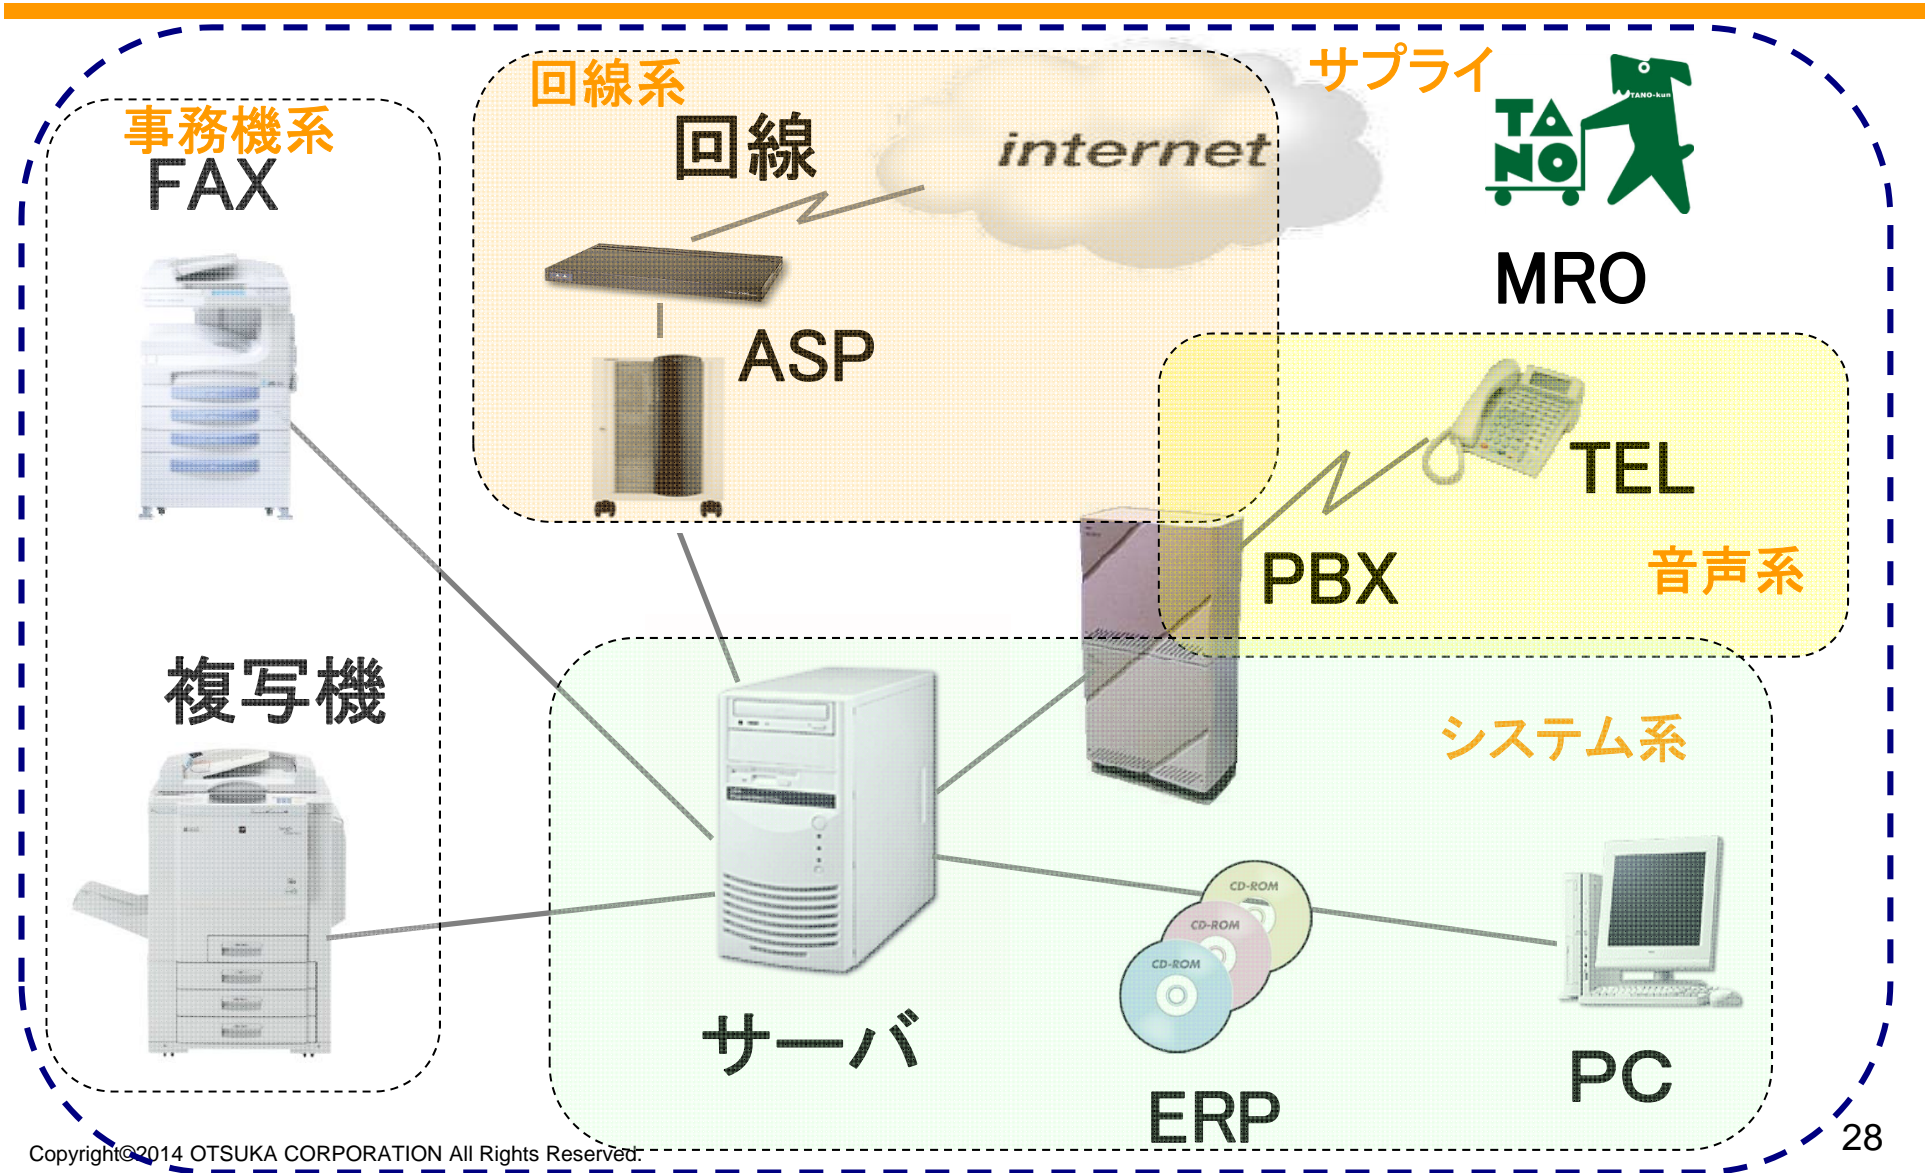 回線系
サプライ
事務機系
FAX
回線
internet
TANO-kun
TA
NO
MRO
ASP
TEL
PBX
音声系
複写機
システム系
CD-ROM
CD-ROM
CD-ROM
サーバ
PC
ERP
Copyright©2014 OTSUKA CORPORATION All Rights Reserved.
28